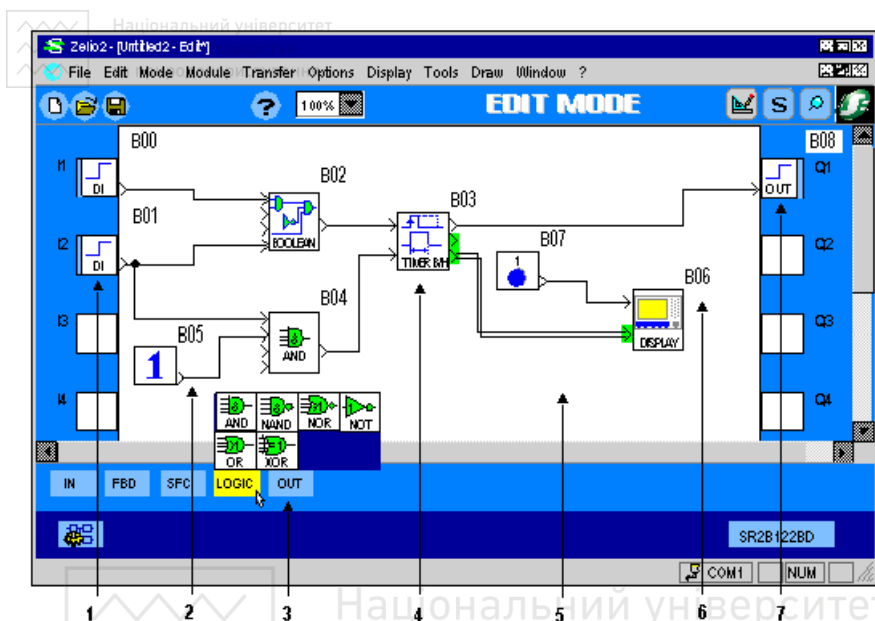 Національний університет
Zelio2 - [Untitled2 - Edit*]
File Edit Mode Module Transfer Options Display Tools Draw Window ?
100%
EDIT MODE
S
B00
B08
I1
DI
B02
BOOLEAN
OUT
Q1
B01
B03
TIMER B/H
I2
DI
B07
1
Q2
B04
B06
I3
B05
1
AND
DISPLAY
Q3
I4
AND NAND NOR NOT
Q4
OR XOR
IN FBD SFC LOGIC OUT
SR2B122BD
COM1 NUM
Національний університет
1 2 3 4 5 6 7